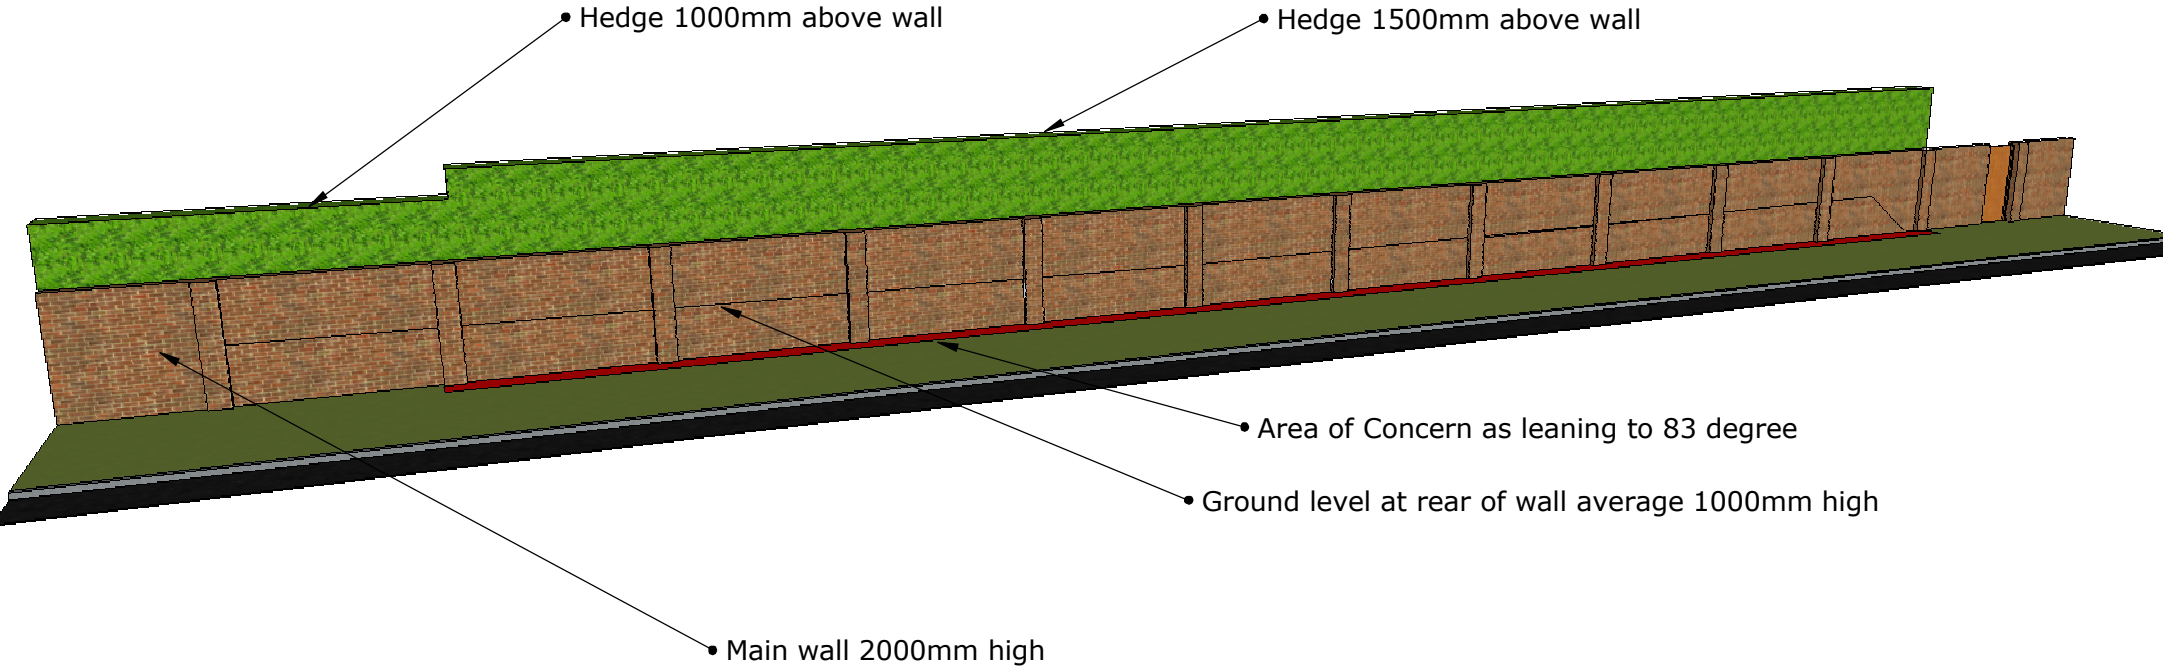 Hedge 1000mm above wall
Hedge 1500mm above wall
Area of Concern as leaning to 83 degree
Ground level at rear of wall average 1000mm high
Main wall 2000mm high